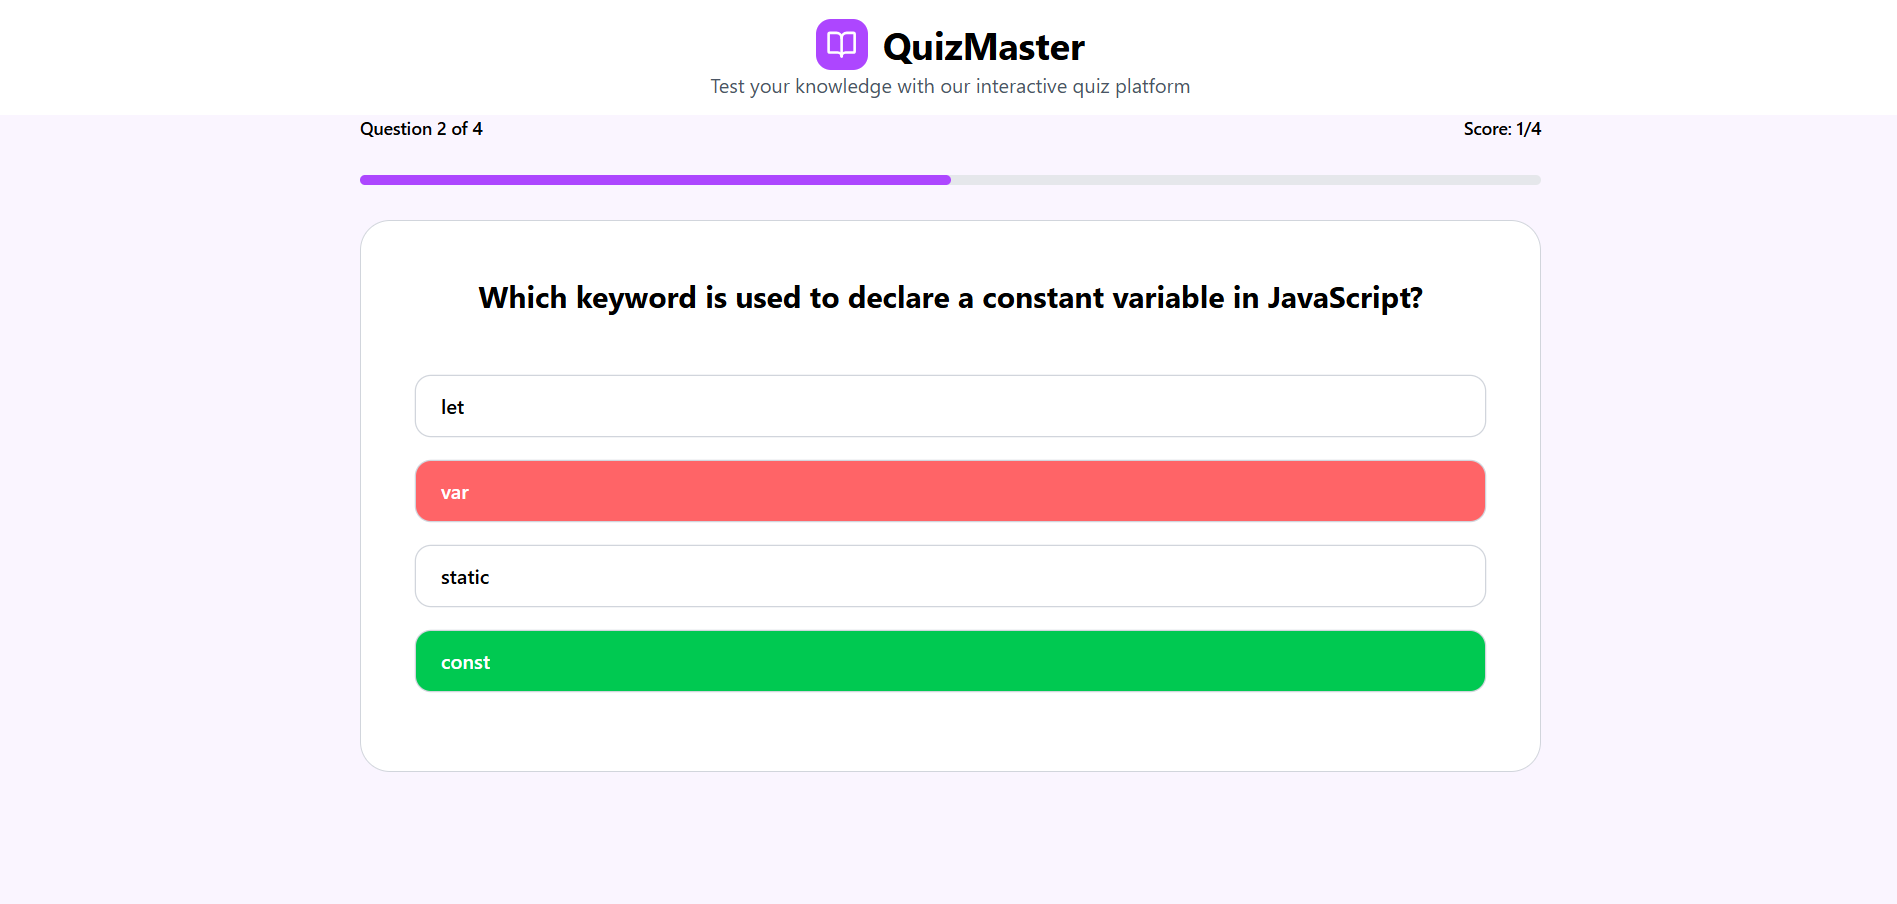 QuizMaster
Test your knowledge with our interactive quiz platform
Question 2 of 4
Score: 1/4
Which keyword is used to declare a constant variable in JavaScript?
let
var
static
const